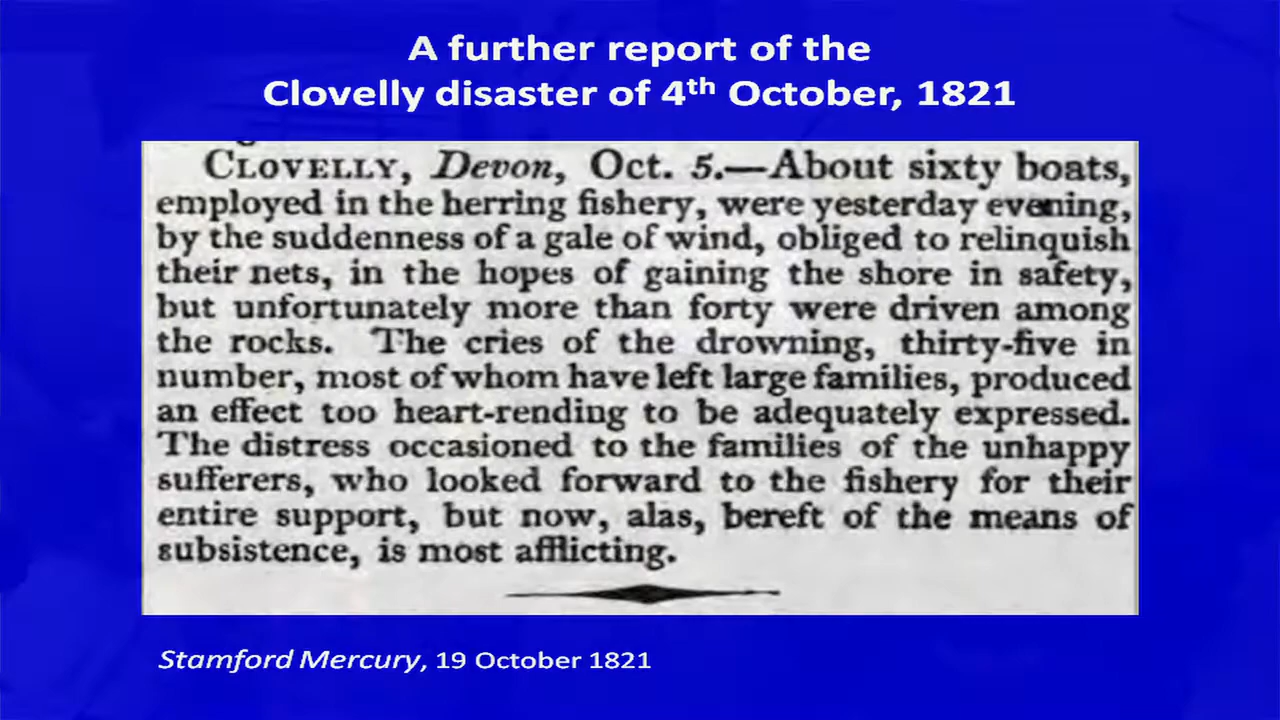 A further report of the
Clovelly disaster of 4th October, 1821
CLOVELLY, Devon, Oct. 5.—About sixty boats,
employed in the herring fishery, were yesterday evening,
by the suddenness of a gale of wind, obliged to relinquish
their nets, in the hopes of gaining the shore in safety,
but unfortunately more than forty were driven among
the rocks. The cries of the drowning, thirty-five in
number, most of whom have left large families, produced
an effect too heart-rending to be adequately expressed.
The distress occasioned to the families of the unhappy
sufferers, who looked forward to the fishery for their
entire support, but now, alas, bereft of the means of
subsistence, is most afflicting.
Stamford Mercury, 19 October 1821